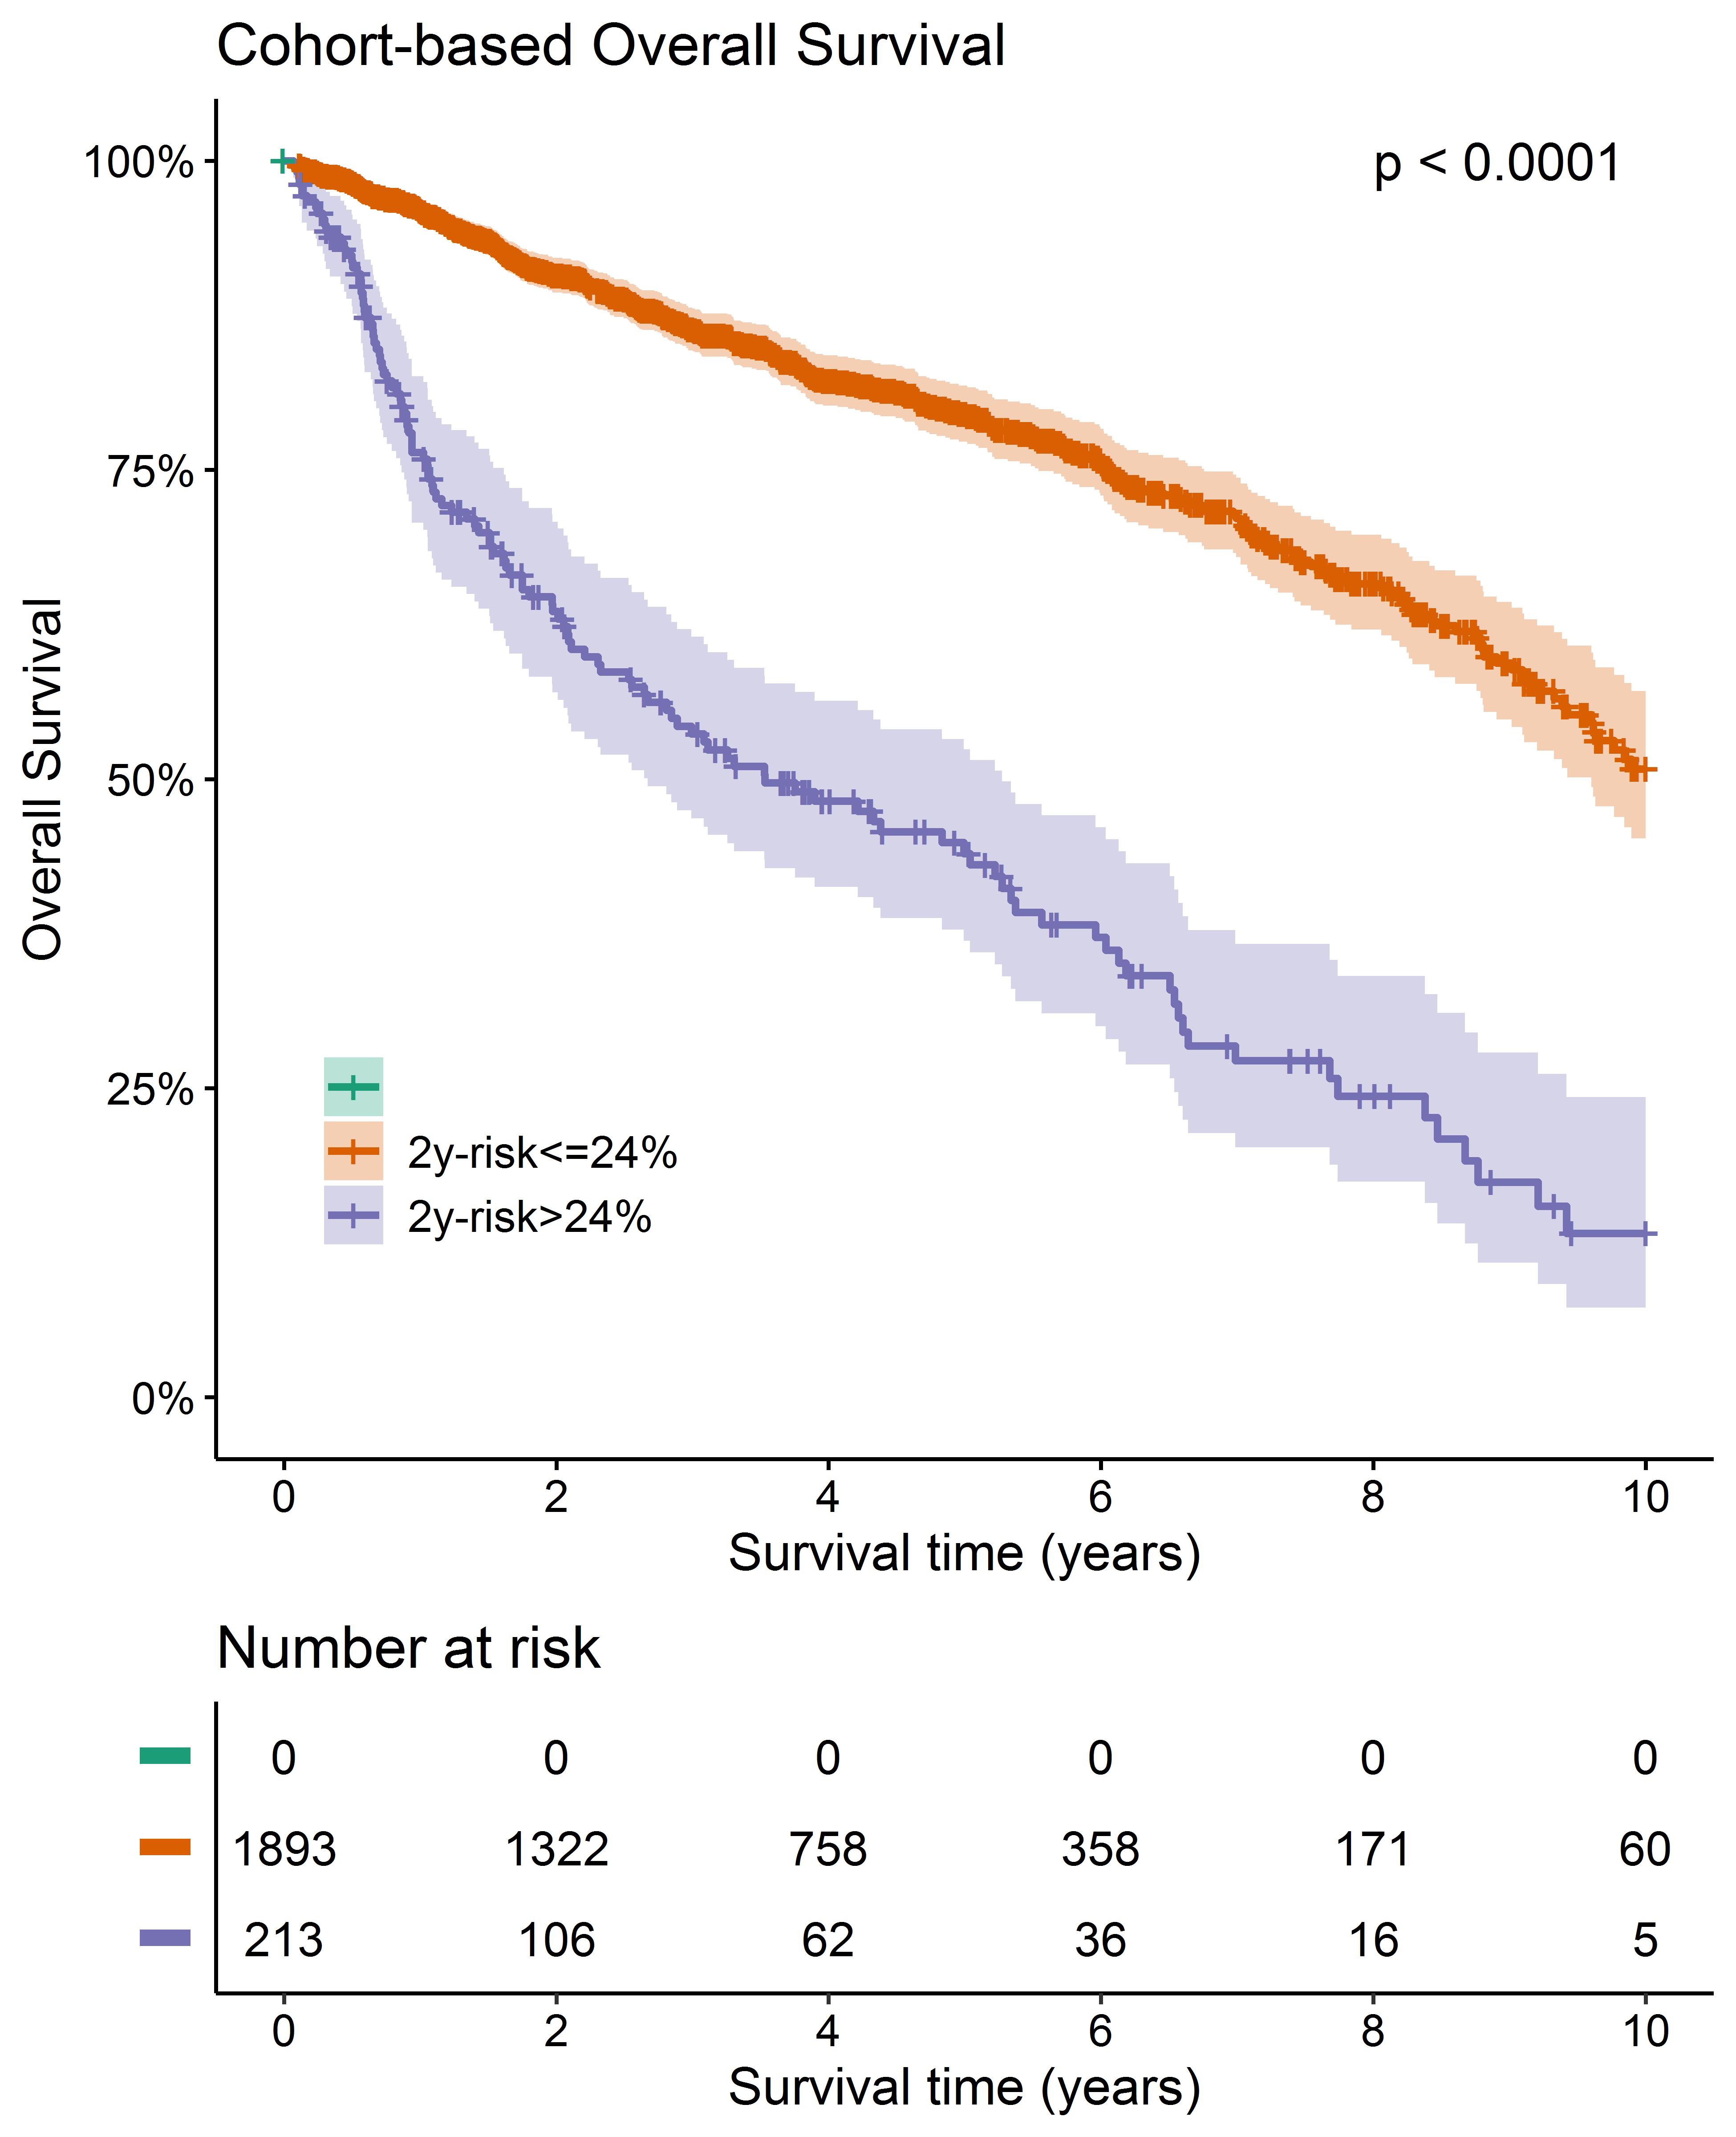 Cohort-based Overall Survival
p < 0.0001
100%
75%
50%
25%
0%
Overall Survival
2y-risk<=24%
2y-risk>24%
0 2 4 6 8 10
Survival time (years)
Number at risk
0 0 0 0 0 0
1893 1322 758 358 171 60
213 106 62 36 16 5
0 2 4 6 8 10
Survival time (years)